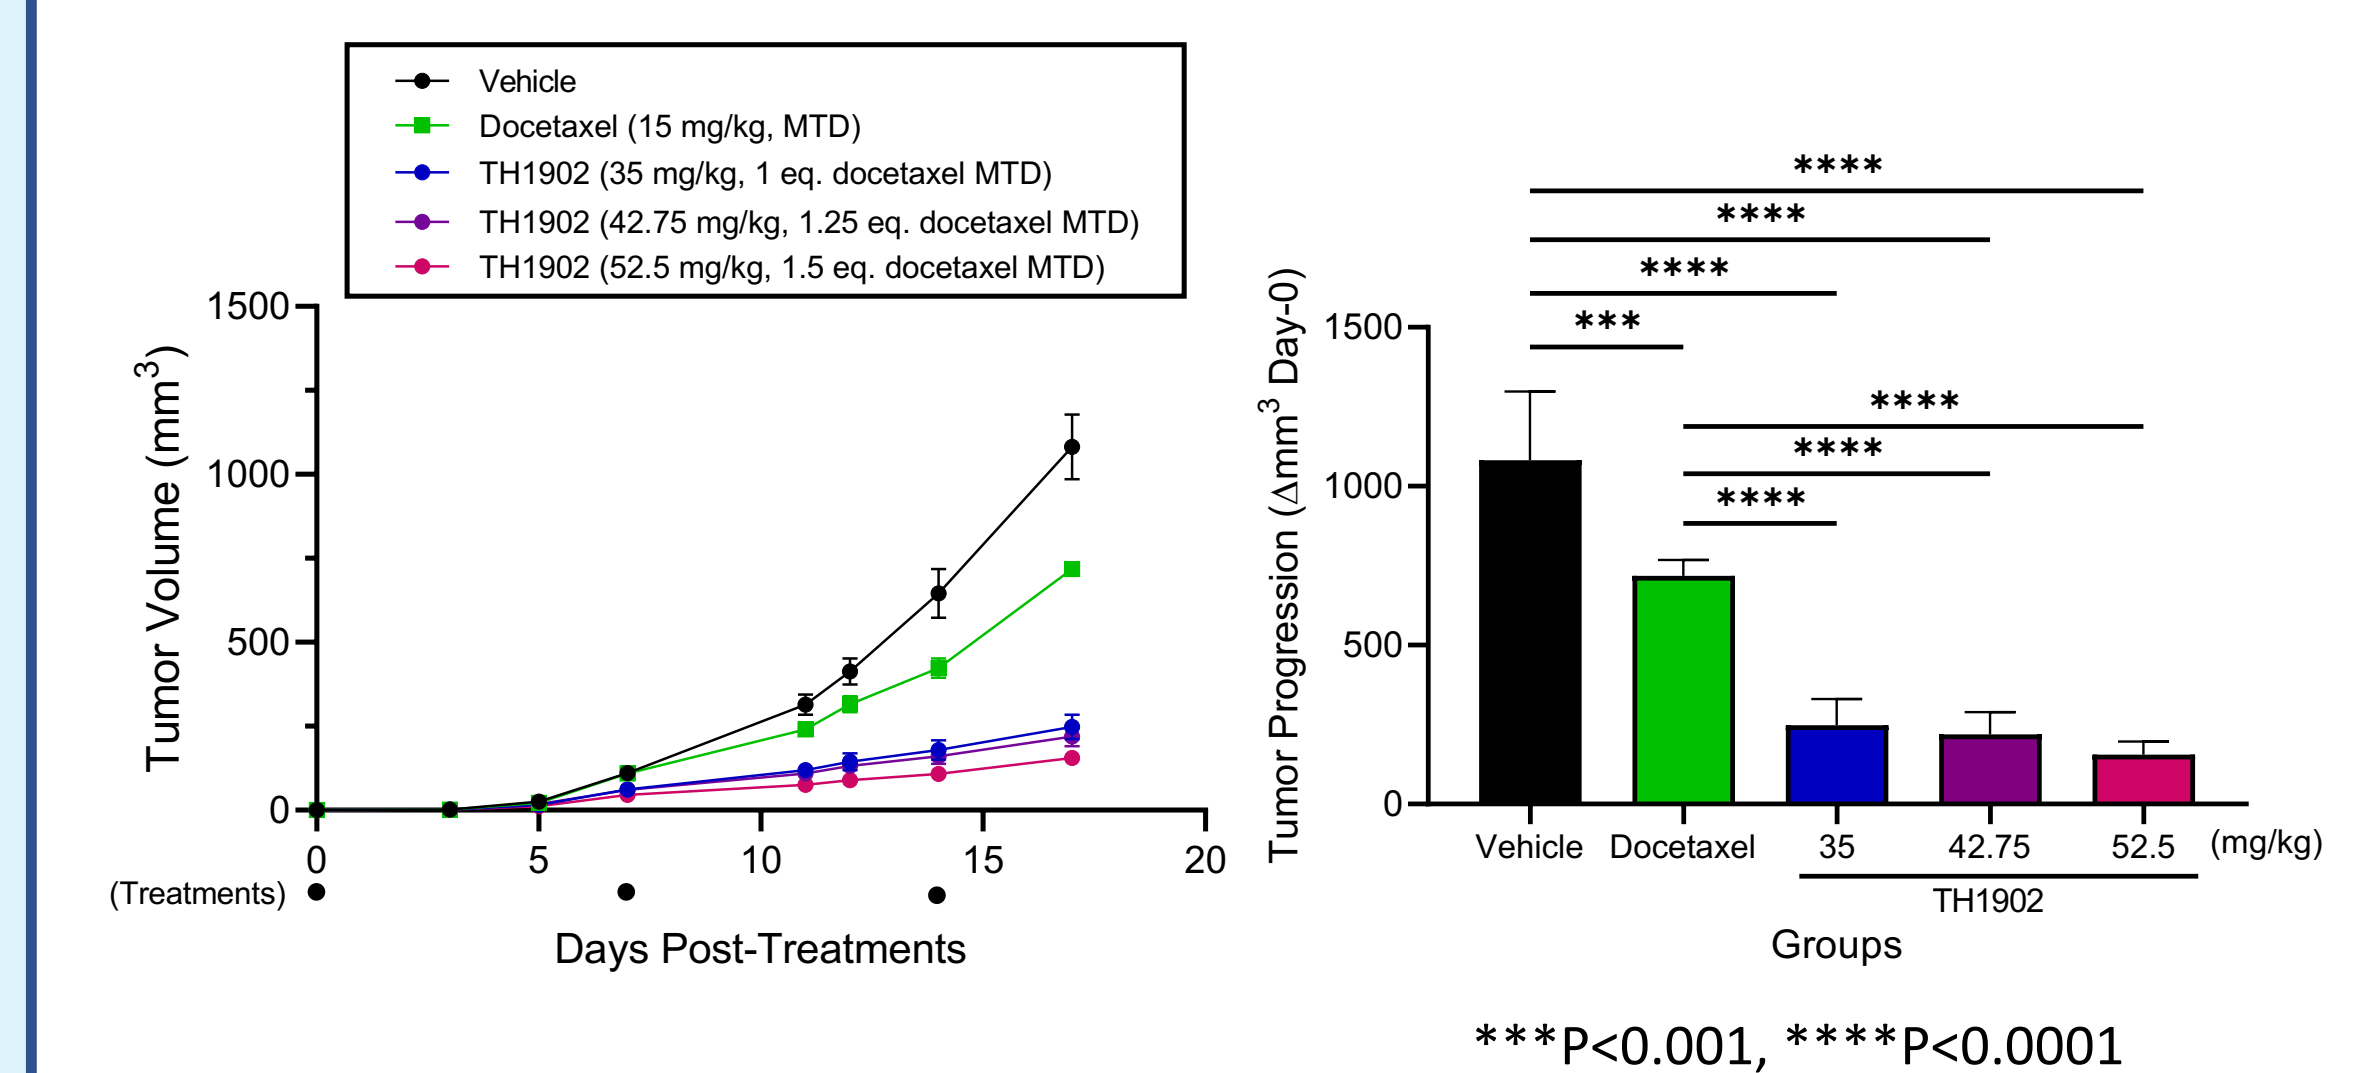 Vehicle
Docetaxel (15 mg/kg, MTD)
TH1902 (35 mg/kg, 1 eq. docetaxel MTD)
TH1902 (42.75 mg/kg, 1.25 eq. docetaxel MTD)
TH1902 (52.5 mg/kg, 1.5 eq. docetaxel MTD)
Tumor Volume (mm³)
1500
1000
500
0
0 5 10 15 20
(Treatments)
Days Post-Treatments
Tumor Progression (Δmm³ Day-0)
1500
1000
500
0
****
****
****
***
****
****
****
Vehicle Docetaxel 35 42.75 52.5 (mg/kg)
TH1902
Groups
***P<0.001, ****P<0.0001